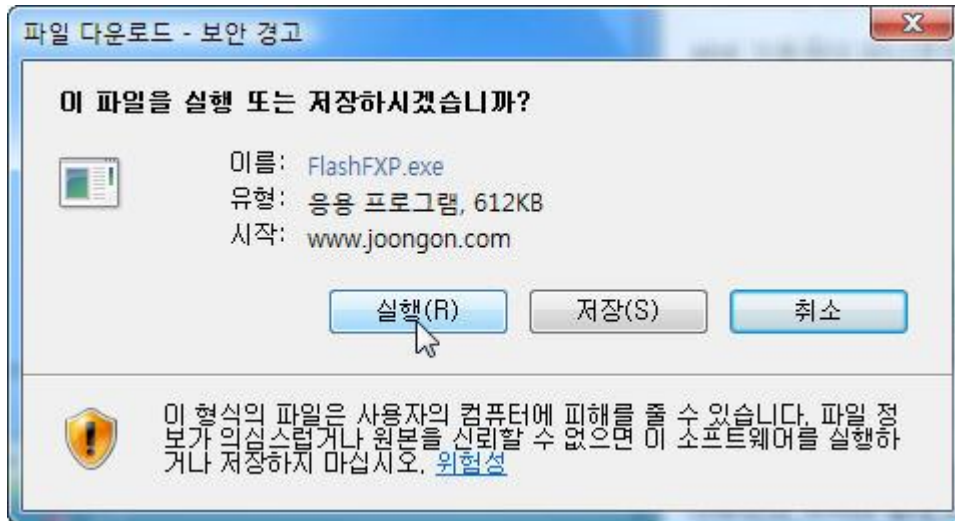 파일 다운로드 - 보안 경고
이 파일을 실행 또는 저장하시겠습니까?
이름: FlashFXP.exe
유형: 응용 프로그램, 612KB
시작: www.joongon.com
실행(R) 저장(S) 취소
이 형식의 파일은 사용자의 컴퓨터에 피해를 줄 수 있습니다. 파일 정
보가 의심스럽거나 원본을 신뢰할 수 없으면 이 소프트웨어를 실행하
거나 저장하지 마십시오. 위험성